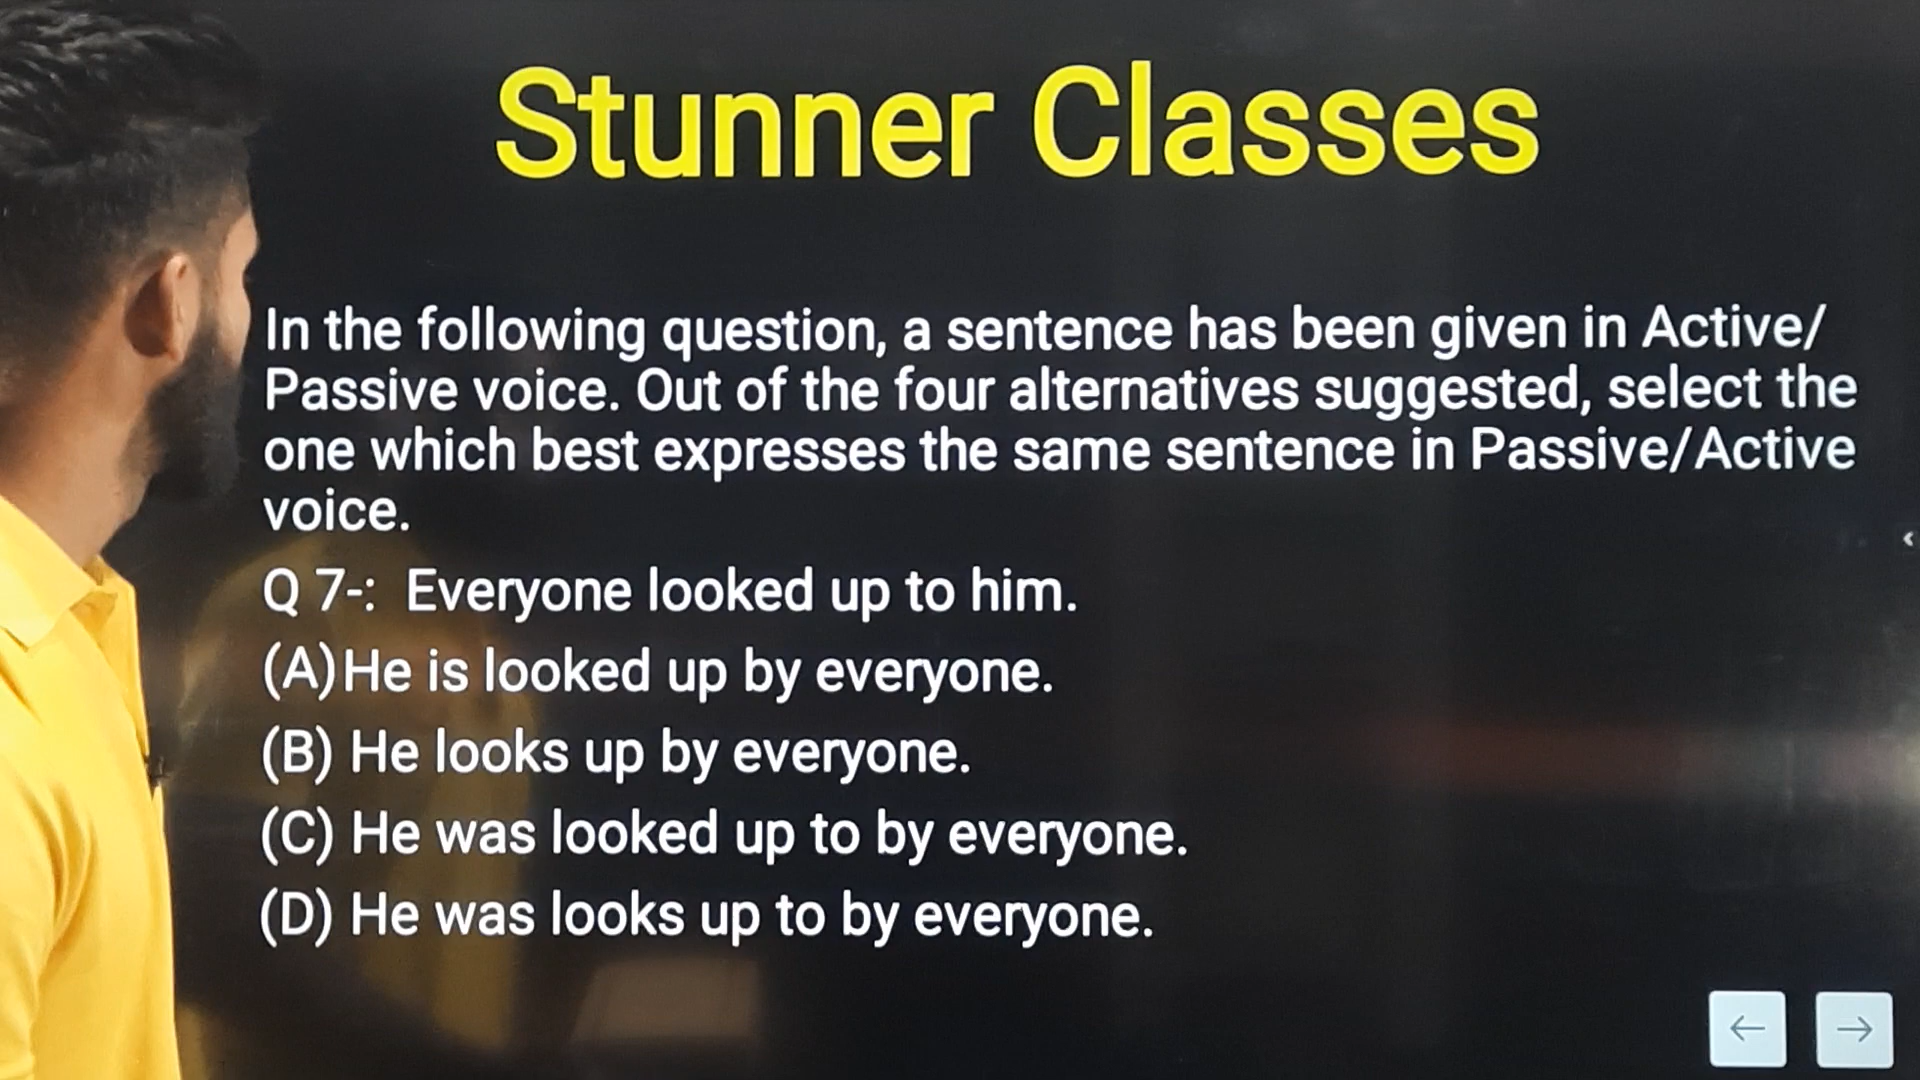 Stunner Classes
In the following question, a sentence has been given in Active/
Passive voice. Out of the four alternatives suggested, select the
one which best expresses the same sentence in Passive/Active
voice.
Q 7-:  Everyone looked up to him.
(A)He is looked up by everyone.
(B) He looks up by everyone.
(C) He was looked up to by everyone.
(D) He was looks up to by everyone.